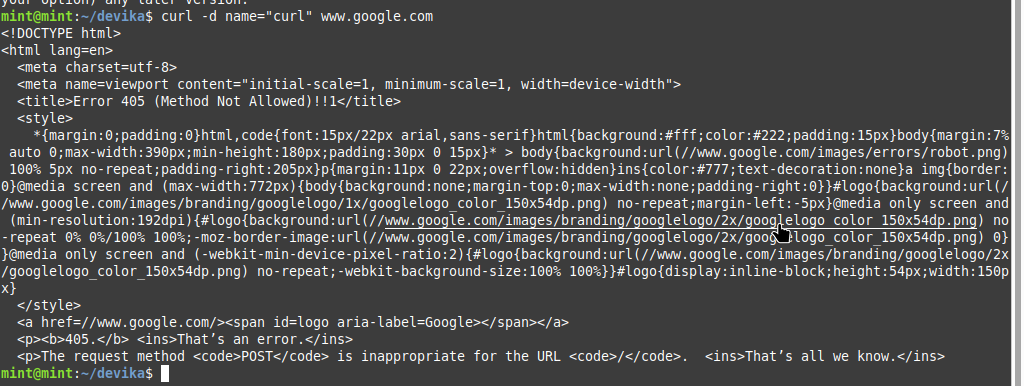 your option) any later version.
mint@mint:~/devika$ curl -d name="curl" www.google.com
<!DOCTYPE html>
<html lang=en>
  <meta charset=utf-8>
  <meta name=viewport content="initial-scale=1, minimum-scale=1, width=device-width">
  <title>Error 405 (Method Not Allowed)!!1</title>
  <style>
    *{margin:0;padding:0}html,code{font:15px/22px arial,sans-serif}html{background:#fff;color:#222;padding:15px}body{margin:7%
 auto 0;max-width:390px;min-height:180px;padding:30px 0 15px}* > body{background:url(//www.google.com/images/errors/robot.png)
 100% 5px no-repeat;padding-right:205px}p{margin:11px 0 22px;overflow:hidden}ins{color:#777;text-decoration:none}a img{border:
0}@media screen and (max-width:772px){body{background:none;margin-top:0;max-width:none;padding-right:0}}#logo{background:url(/
/www.google.com/images/branding/googlelogo/1x/googlelogo_color_150x54dp.png) no-repeat;margin-left:-5px}@media only screen and
 (min-resolution:192dpi){#logo{background:url(//www.google.com/images/branding/googlelogo/2x/googlelogo_color_150x54dp.png) no
-repeat 0% 0%/100% 100%;-moz-border-image:url(//www.google.com/images/branding/googlelogo/2x/googlelogo_color_150x54dp.png) 0}
}@media only screen and (-webkit-min-device-pixel-ratio:2){#logo{background:url(//www.google.com/images/branding/googlelogo/2x
/googlelogo_color_150x54dp.png) no-repeat;-webkit-background-size:100% 100%}}#logo{display:inline-block;height:54px;width:150p
x}
  </style>
  <a href=//www.google.com/><span id=logo aria-label=Google></span></a>
  <p><b>405.</b> <ins>That’s an error.</ins>
  <p>The request method <code>POST</code> is inappropriate for the URL <code>/</code>.  <ins>That’s all we know.</ins>
mint@mint:~/devika$